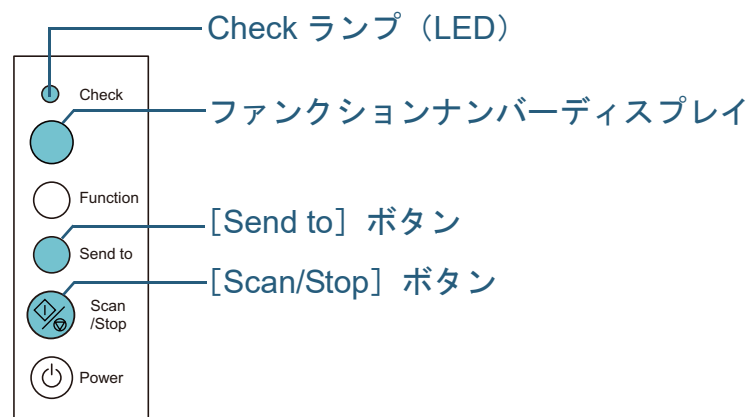 Check ランプ（LED）
Check
ファンクションナンバーディスプレイ
Function
［Send to］ボタン
Send to
［Scan/Stop］ボタン
Scan
/Stop
Power